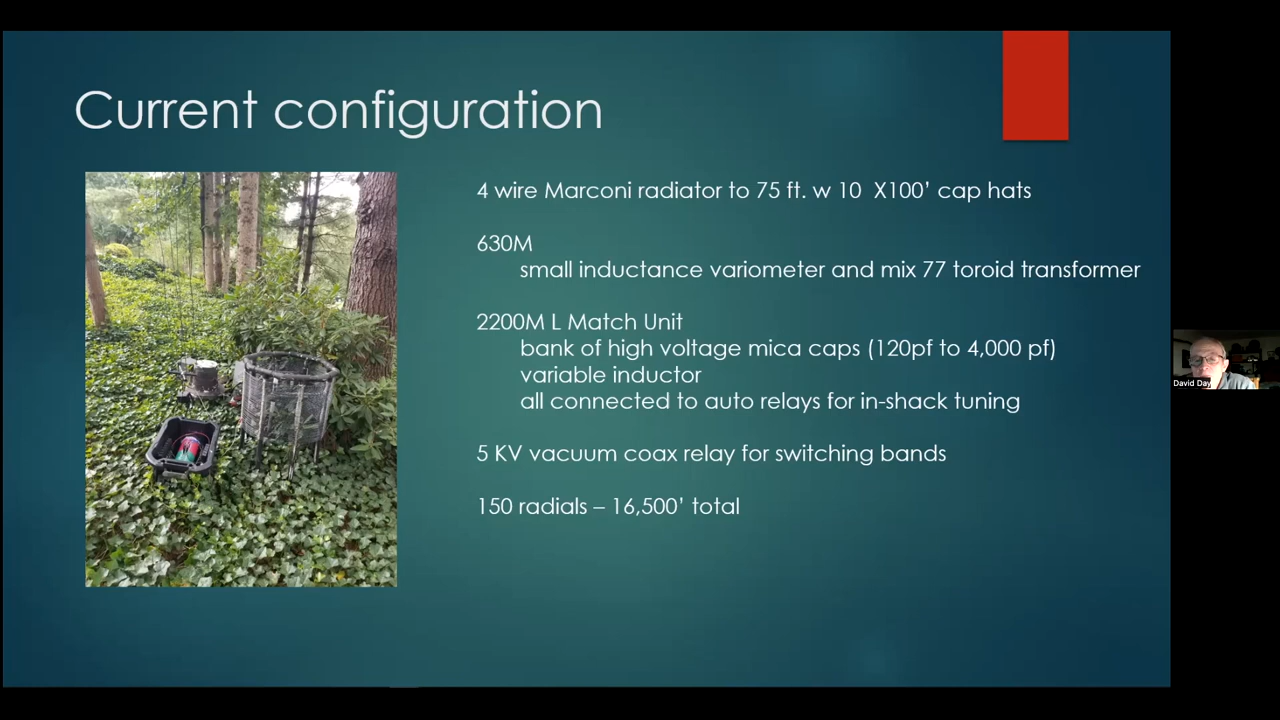 Current configuration
4 wire Marconi radiator to 75 ft. w 10  X100’ cap hats
630M
small inductance variometer and mix 77 toroid transformer
2200M L Match Unit
bank of high voltage mica caps (120pf to 4,000 pf)
variable inductor
all connected to auto relays for in-shack tuning
5 KV vacuum coax relay for switching bands
150 radials – 16,500’ total
David Day